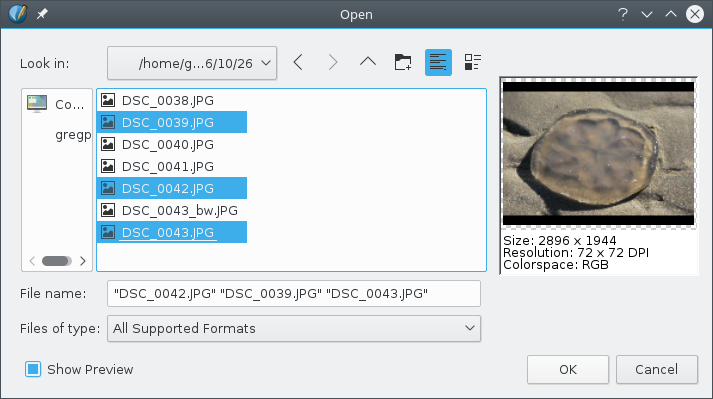 Open
Look in:
/home/g...6/10/26
Co...
gregp
DSC_0038.JPG
DSC_0039.JPG
DSC_0040.JPG
DSC_0041.JPG
DSC_0042.JPG
DSC_0043_bw.JPG
DSC_0043.JPG
Size: 2896 x 1944
Resolution: 72 x 72 DPI
Colorspace: RGB
File name:
"DSC_0042.JPG" "DSC_0039.JPG" "DSC_0043.JPG"
Files of type:
All Supported Formats
Show Preview
OK
Cancel